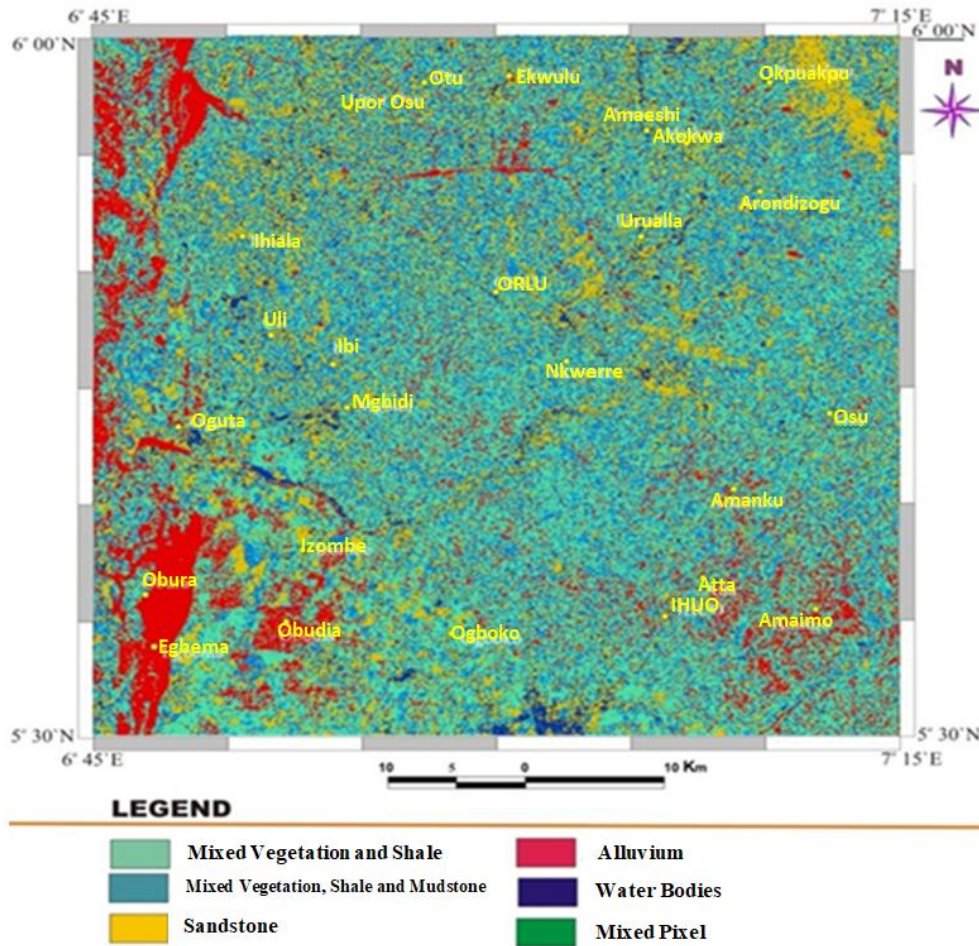 6° 45´E
7° 15´E
6° 00´N
6° 00´N
N
Otu
Ekwulu
Okpuakpu
Upor Osu
Amaeshi
Akokwa
Arondizogu
Urualla
Ihiala
ORLU
Uli
Ibi
Nkwerre
Mgbidi
Oguta
Osu
Amanku
Izombe
Obura
Atta
IHUO
Amaimo
Obudia
Ogboko
Egbema
5° 30´N
5° 30´N
6° 45´E
7° 15´E
10 5 0 10 Km
LEGEND
Mixed Vegetation and Shale
Alluvium
Mixed Vegetation, Shale and Mudstone
Water Bodies
Sandstone
Mixed Pixel